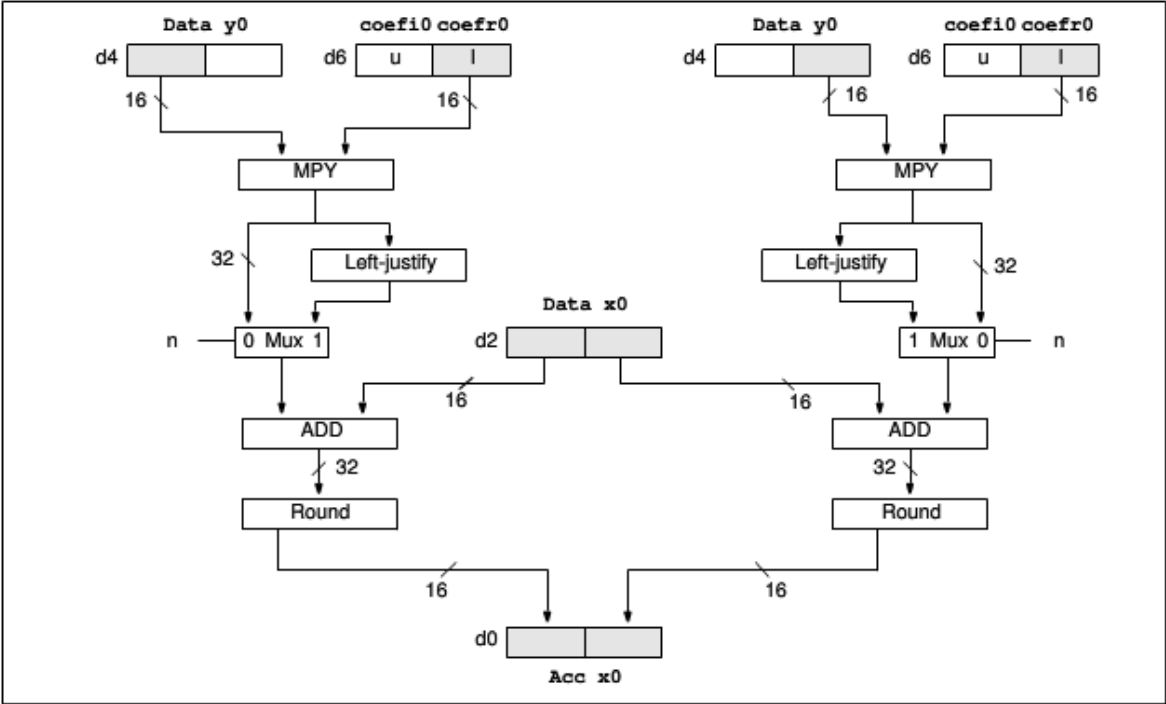 Data y0 coefi0 coefr0 Data y0 coefi0 coefr0
d4 d6 u l d4 d6 u l
16 16 16 16
MPY MPY
32 Left-justify Left-justify 32
Data x0
n 0 Mux 1 d2 1 Mux 0 n
16 16
ADD ADD
32 32
Round Round
16 16
d0
Acc x0